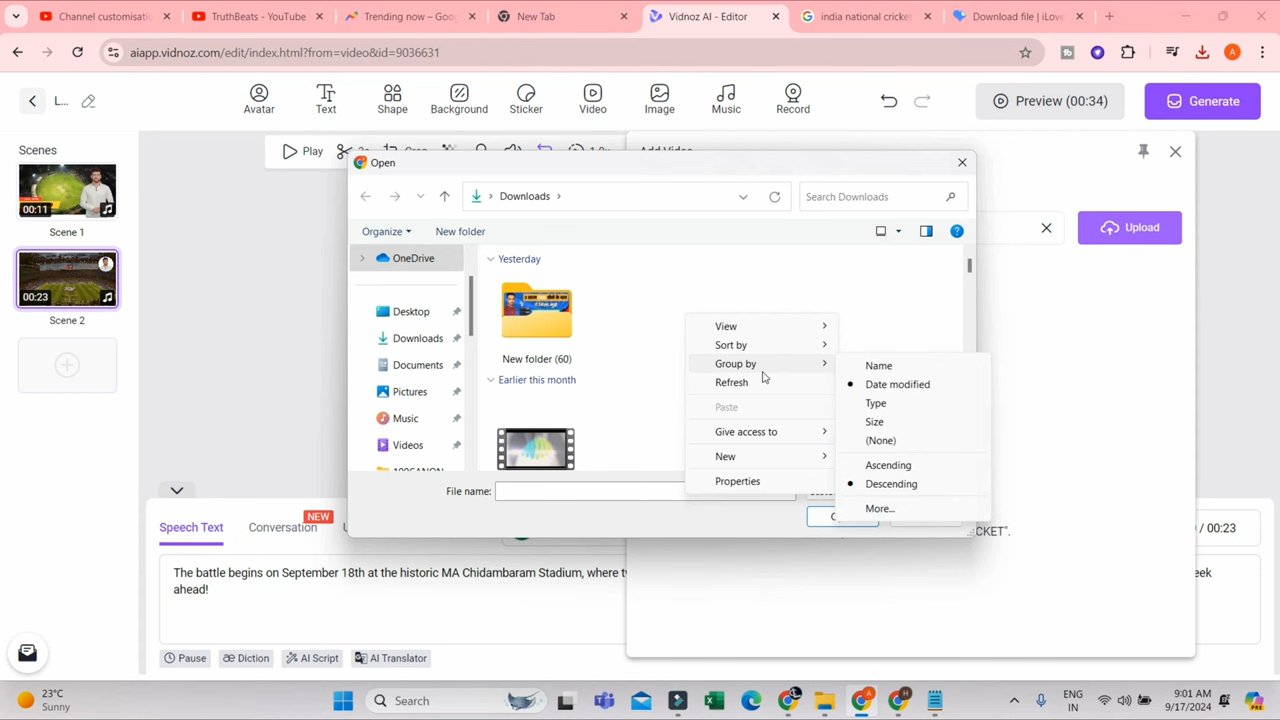 Channel customisation
TruthBeats - YouTube
Trending now – Goo
New Tab
Vidnoz AI - Editor
india national cricket
Download file | iLove
aiapp.vidnoz.com/edit/index.html?from=video&id=9036631
A
L...
Avatar
Text
Shape
Background
Sticker
Video
Image
Music
Record
Preview (00:34)
Generate
Scenes
00:11
Scene 1
00:23
Scene 2
Play
Upload
Open
Downloads
Search Downloads
Organize
New folder
OneDrive
Desktop
Downloads
Documents
Pictures
Music
Videos
Yesterday
New folder (60)
Earlier this month
File name:
View
Sort by
Group by
Refresh
Paste
Give access to
New
Properties
Name
Date modified
Type
Size
(None)
Ascending
Descending
More...
CKET".
Speech Text
Conversation
NEW
/ 00:23
The battle begins on September 18th at the historic MA Chidambaram Stadium, where
eek
ahead!
Pause
Diction
AI Script
AI Translator
23°C
Sunny
Search
ENG
IN
9:01 AM
9/17/2024